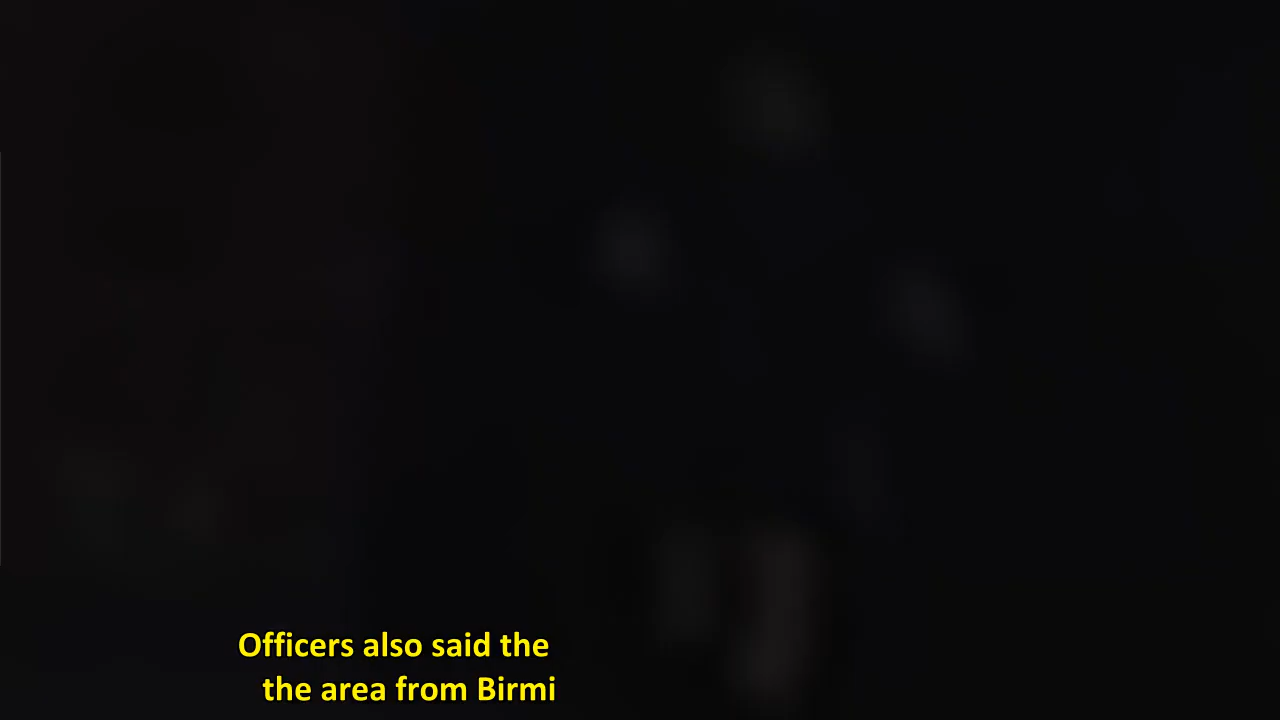 Officers also said the
the area from Birmi